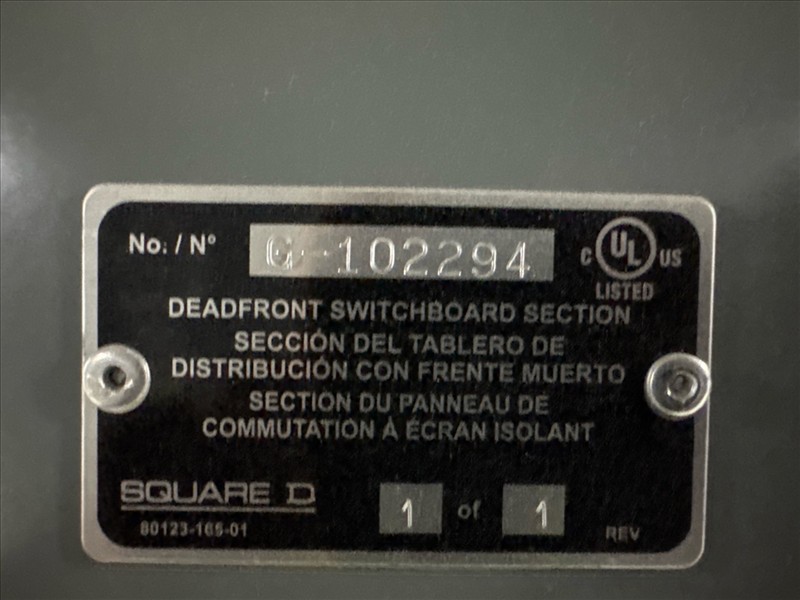 No. / Nº G-102294
C UL US
LISTED
DEADFRONT SWITCHBOARD SECTION
SECCIÓN DEL TABLERO DE
DISTRIBUCIÓN CON FRENTE MUERTO
SECTION DU PANNEAU DE
COMMUTATION À ÉCRAN ISOLANT
SQUARE D
80123-165-01
1 of 1
REV